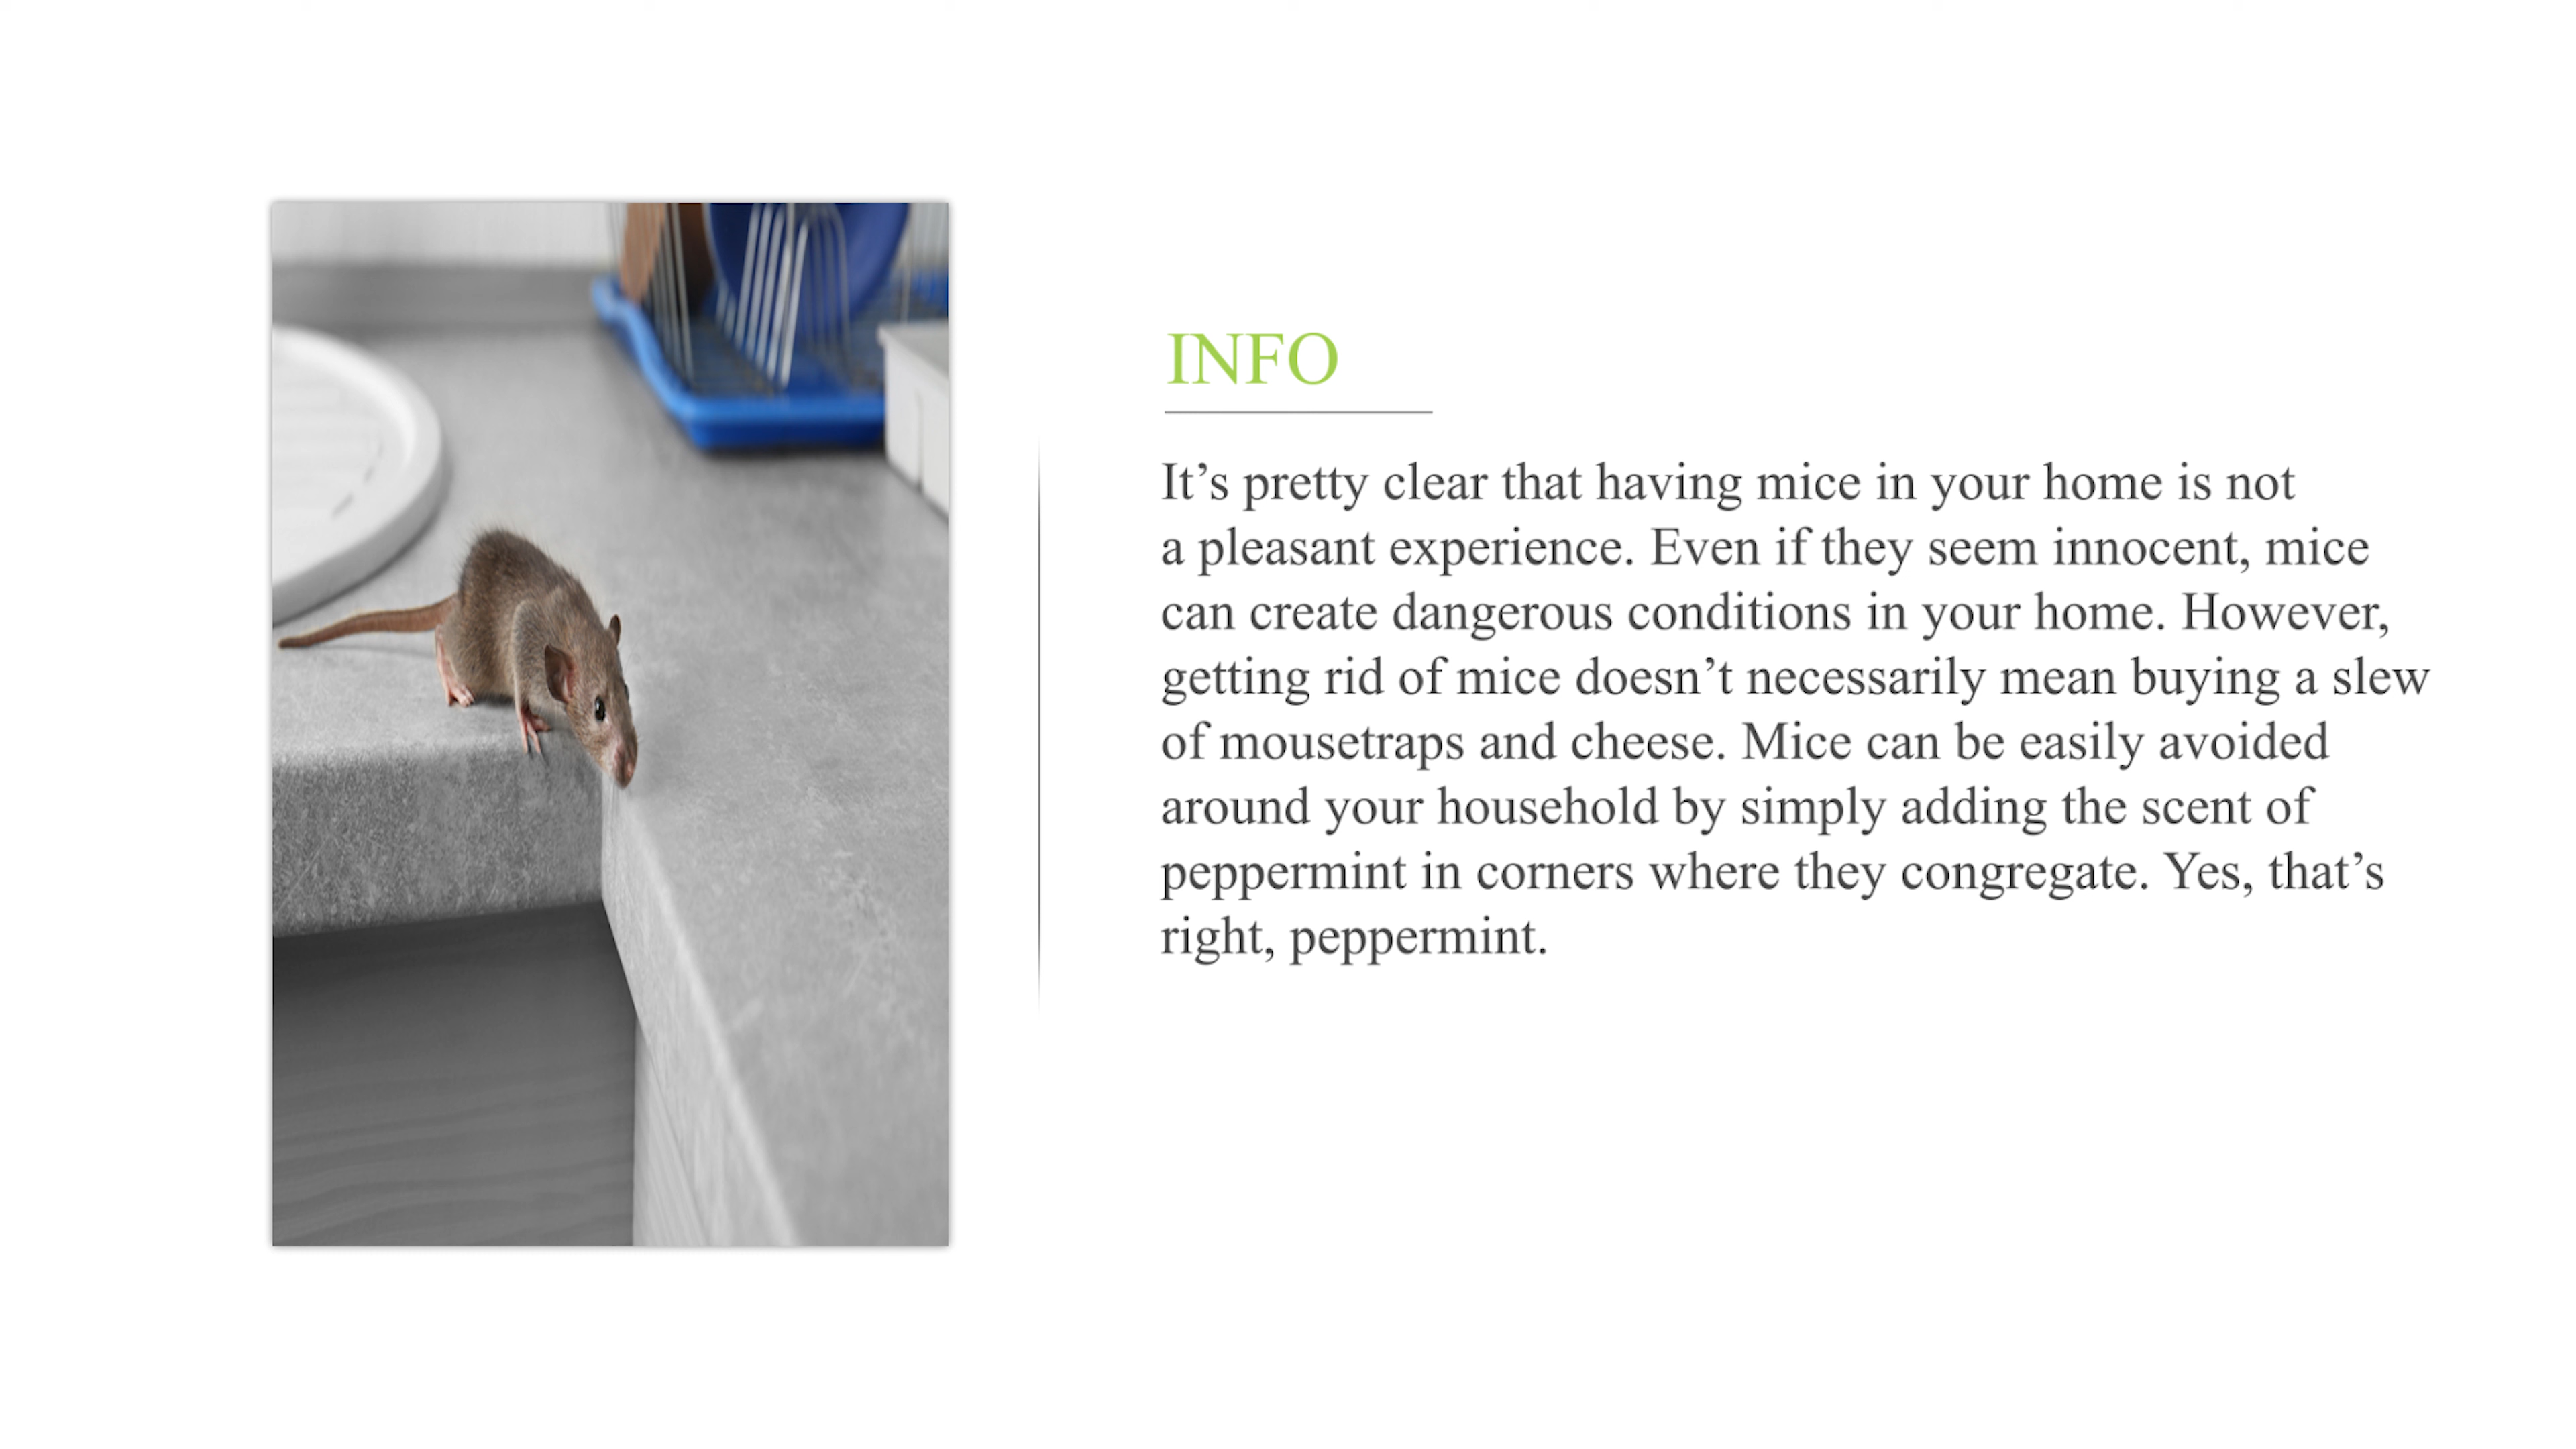 INFO
It’s pretty clear that having mice in your home is not
a pleasant experience. Even if they seem innocent, mice
can create dangerous conditions in your home. However,
getting rid of mice doesn’t necessarily mean buying a slew
of mousetraps and cheese. Mice can be easily avoided
around your household by simply adding the scent of
peppermint in corners where they congregate. Yes, that’s
right, peppermint.